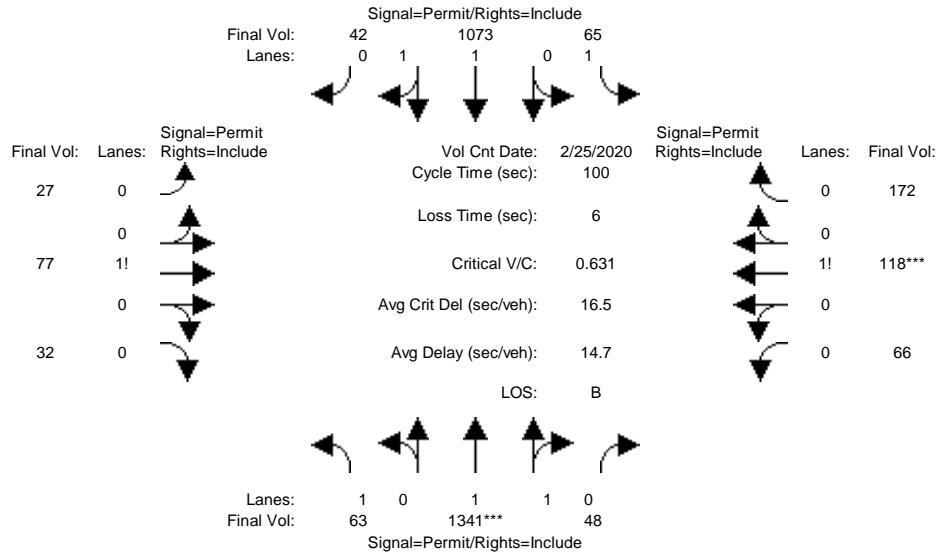 Signal=Permit/Rights=Include
Final Vol: 42 1073 65
Lanes: 0 1 1 0 1
Signal=Permit Signal=Permit
Final Vol: Lanes: Rights=Include Vol Cnt Date: 2/25/2020 Rights=Include Lanes: Final Vol:
Cycle Time (sec): 100
27 0 0 172
Loss Time (sec): 6
0 0
77 1! Critical V/C: 0.631 1! 118***
0 Avg Crit Del (sec/veh): 16.5 0
32 0 Avg Delay (sec/veh): 14.7 0 66
LOS: B
Lanes: 1 0 1 1 0
Final Vol: 63 1341*** 48
Signal=Permit/Rights=Include